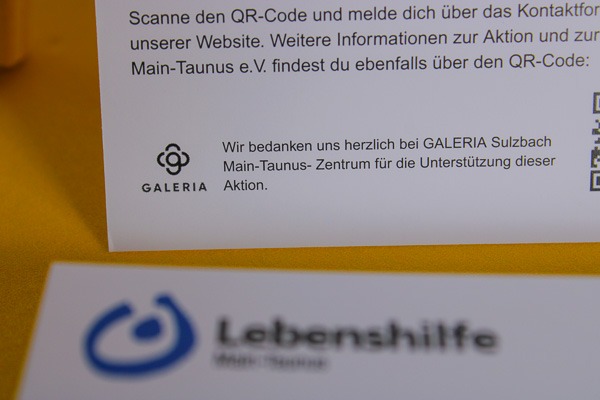 Scanne den QR-Code und melde dich über das Kontaktfor
unserer Website. Weitere Informationen zur Aktion und zur
Main-Taunus e.V. findest du ebenfalls über den QR-Code:
Wir bedanken uns herzlich bei GALERIA Sulzbach
Main-Taunus- Zentrum für die Unterstützung dieser
Aktion.
GALERIA
Lebenshilfe
Main-Taunus